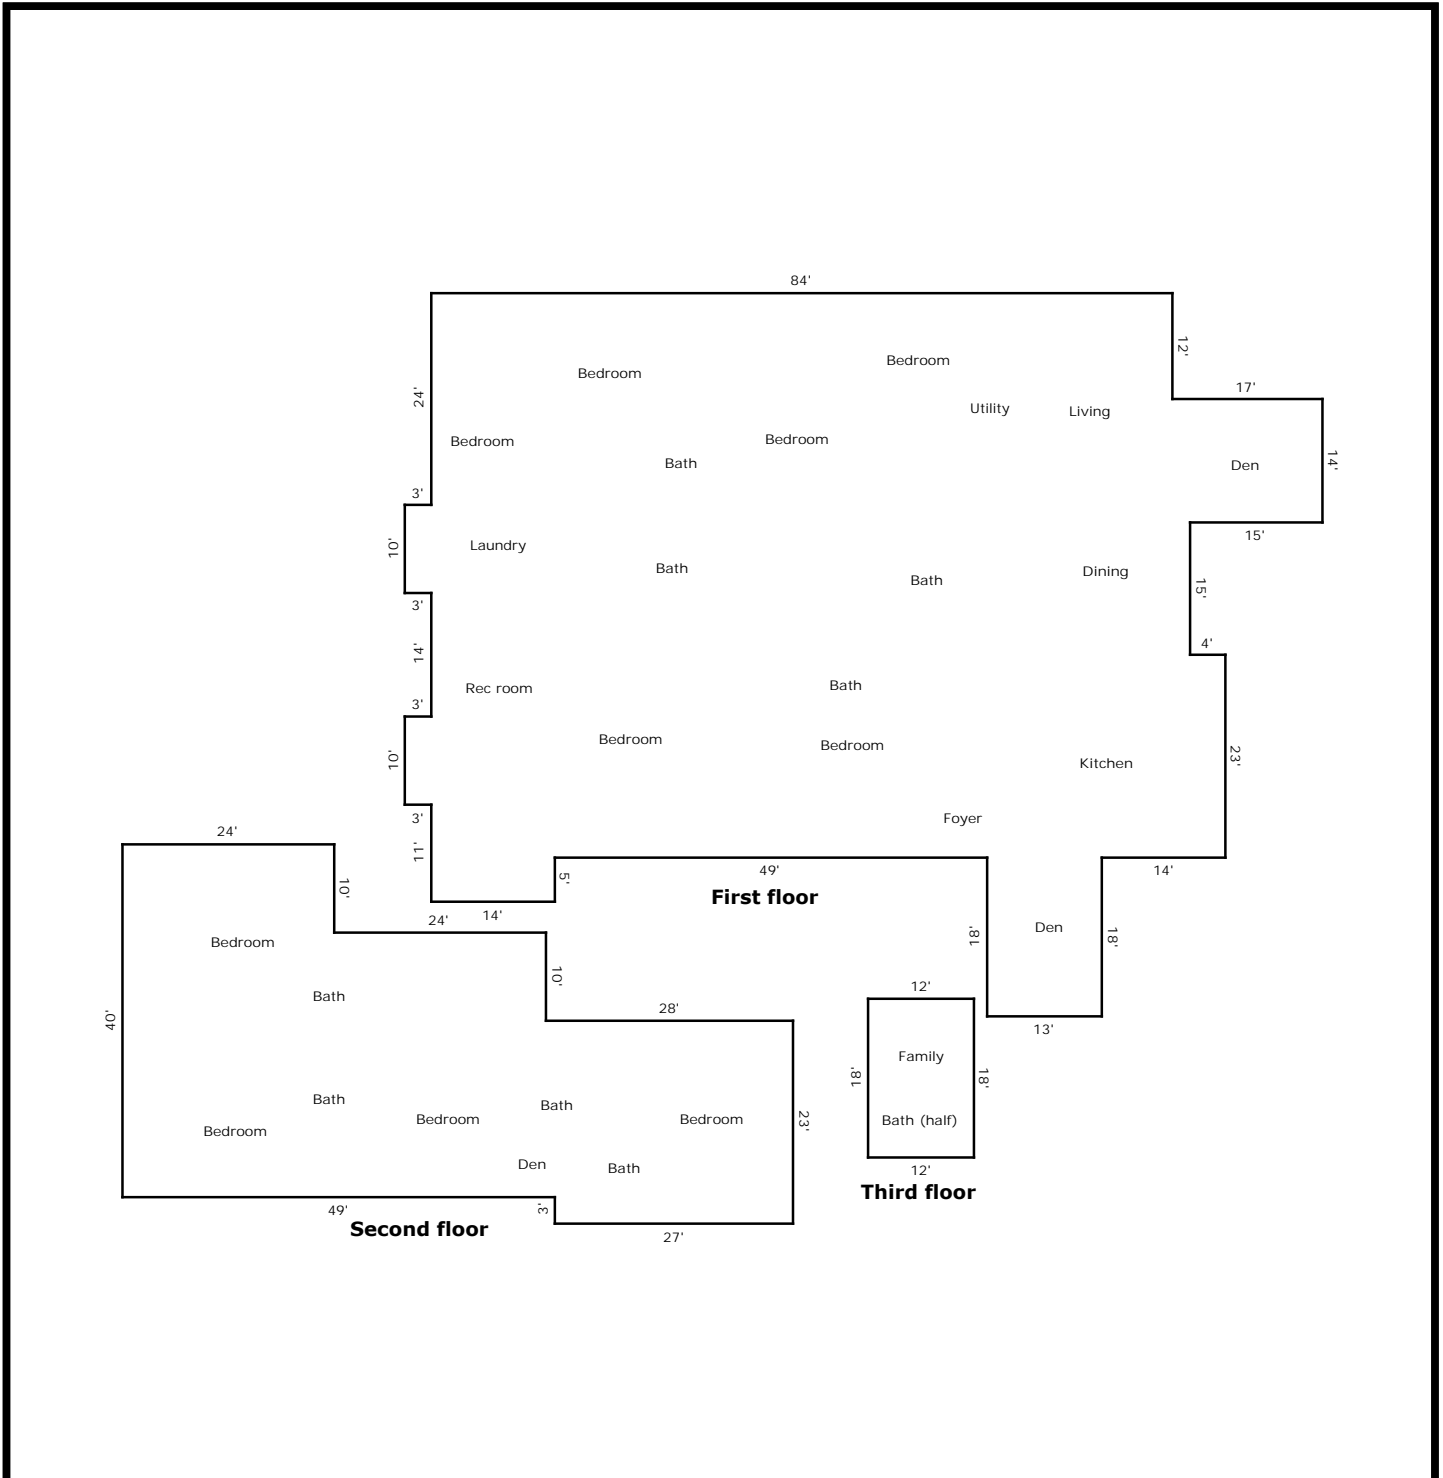 84'
12'
Bedroom
Bedroom
17'
24'
Utility
Living
Bedroom
Bedroom
Bath
Den
14'
3'
15'
10'
Laundry
Bath
Bath
Dining
15'
3'
14'
4'
Rec room
Bath
3'
Bedroom
Bedroom
10'
Kitchen
23'
3'
Foyer
11'
5'
49'
14'
First floor
14'
18'
Den
18'
13'
24'
10'
24'
Bedroom
10'
Bath
28'
40'
Bath
Bath
Bedroom
Bedroom
Bedroom
23'
Den
Bath
49'
3'
27'
Second floor
12'
Family
18'
18'
Bath (half)
12'
Third floor